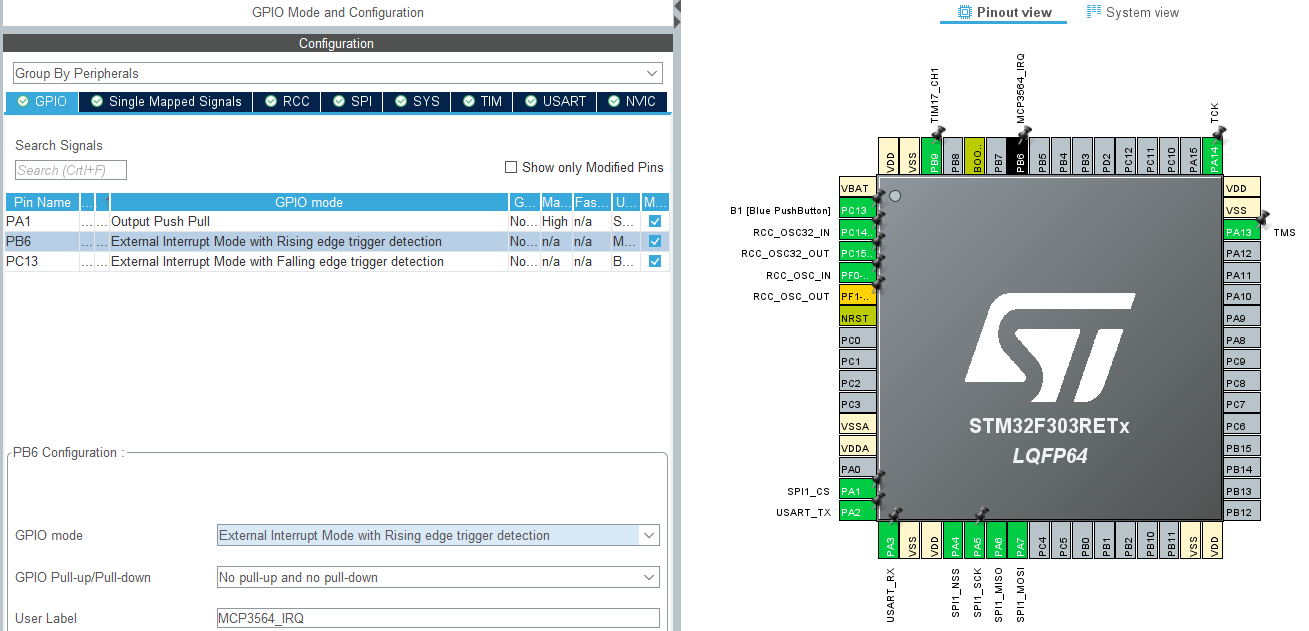 GPIO Mode and Configuration
Configuration
Group By Peripherals
GPIO Single Mapped Signals RCC SPI SYS TIM USART NVIC
Search Signals
Search (Crtl+F)
Show only Modified Pins
Pin Name ... ... GPIO mode G... Ma... Fas... U... M...
PA1 ... ... Output Push Pull No... High n/a S...
PB6 ... ... External Interrupt Mode with Rising edge trigger detection No... n/a n/a M...
PC13 ... ... External Interrupt Mode with Falling edge trigger detection No... n/a n/a B...
PB6 Configuration :
GPIO mode External Interrupt Mode with Rising edge trigger detection
GPIO Pull-up/Pull-down No pull-up and no pull-down
User Label MCP3564_IRQ
Pinout view System view
TIM17_CH1 MCP3564_IRQ TCK
VDD VSS PB9 PB8 BOO.. PB7 PB6 PB5 PB4 PB3 PD2 PC12 PC11 PC10 PA15 PA14
VBAT
B1 [Blue PushButton] PC13
RCC_OSC32_IN PC14..
RCC_OSC32_OUT PC15..
RCC_OSC_IN PF0-..
RCC_OSC_OUT PF1-..
NRST
PC0
PC1
PC2
PC3
VSSA
VDDA
PA0
SPI1_CS PA1
USART_TX PA2
ST
STM32F303RETx
LQFP64
VDD
VSS
PA13 TMS
PA12
PA11
PA10
PA9
PA8
PC9
PC8
PC7
PC6
PB15
PB14
PB13
PB12
PA3 VSS VDD PA4 PA5 PA6 PA7 PC4 PC5 PB0 PB1 PB2 PB10 PB11 VSS VDD
USART_RX SPI1_NSS SPI1_SCK SPI1_MISO SPI1_MOSI